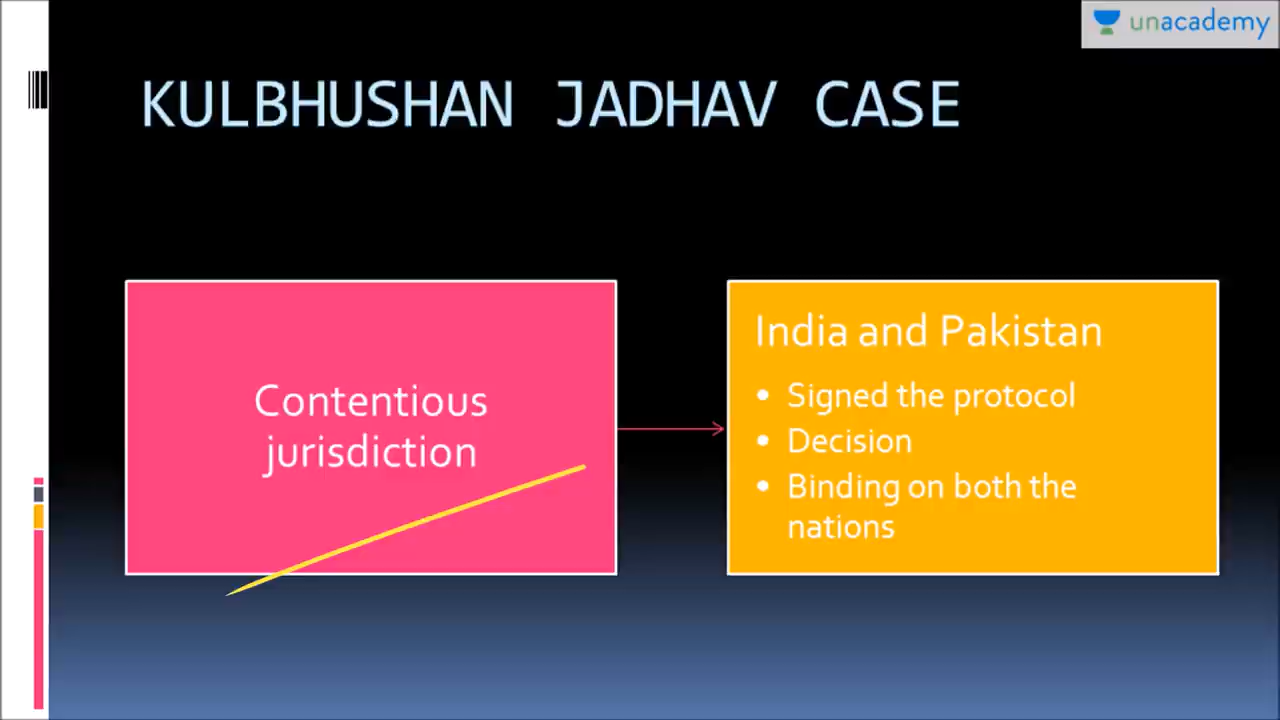 unacademy
KULBHUSHAN JADHAV CASE
Contentious
jurisdiction
India and Pakistan
• Signed the protocol
• Decision
• Binding on both the
nations